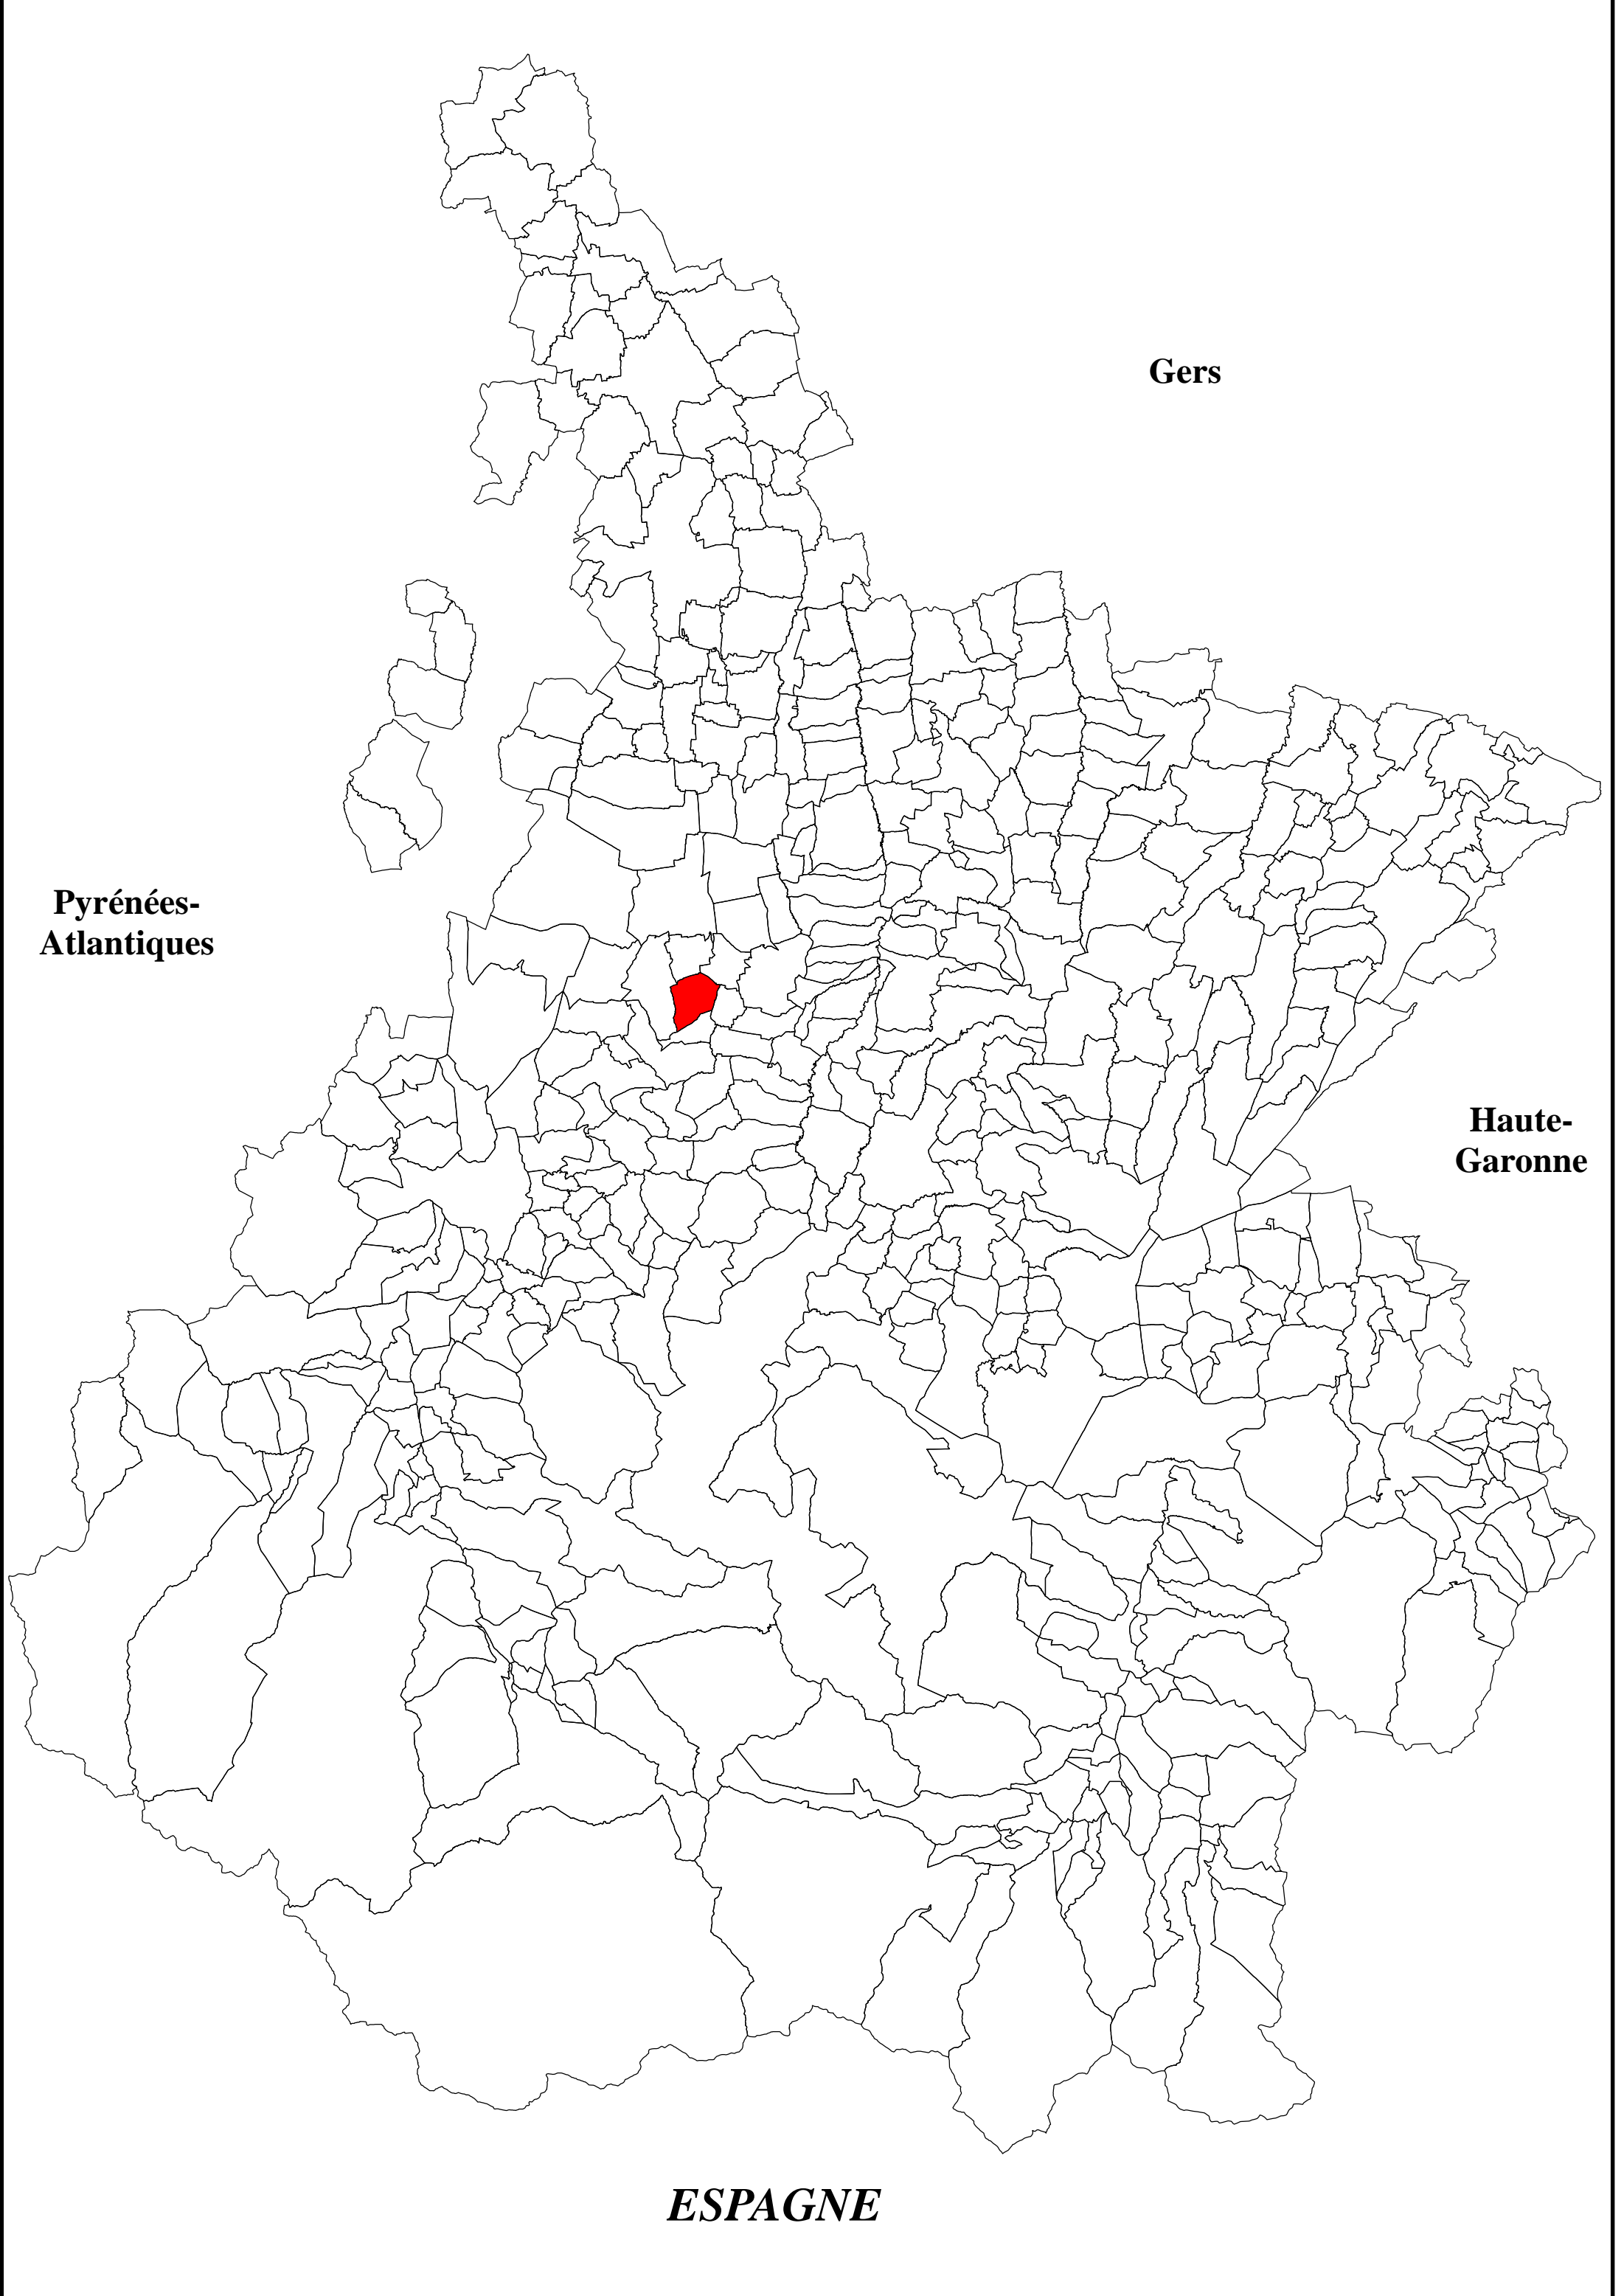 Gers
Pyrénées-
Atlantiques
Haute-
Garonne
ESPAGNE